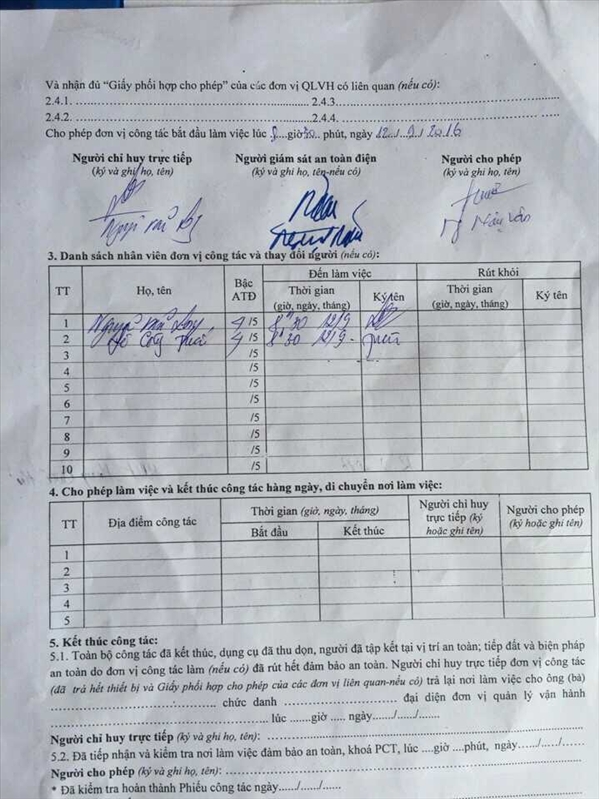 Và nhận đủ “Giấy phối hợp cho phép” của các đơn vị QLVH có liên quan (nếu có):
2.4.1. .......... 2.4.3. ..........
2.4.2. .......... 2.4.4. ..........
Cho phép đơn vị công tác bắt đầu làm việc lúc 8 giờ 30 phút, ngày 12/9/2016
Người chỉ huy trực tiếp Người giám sát an toàn điện Người cho phép
(ký và ghi họ, tên) (ký và ghi họ, tên-nếu có) (ký và ghi họ, tên)
3. Danh sách nhân viên đơn vị công tác và thay đổi người (nếu có):
TT Họ, tên Bậc ATĐ Đến làm việc Rút khỏi
Thời gian (giờ, ngày, tháng) Ký tên Thời gian (giờ, ngày, tháng) Ký tên
1 4/5 8h30 12/9
2 4/5 8h30 12/9
3 /5
4 /5
5 /5
6 /5
7 /5
8 /5
9 /5
10 /5
4. Cho phép làm việc và kết thúc công tác hàng ngày, di chuyển nơi làm việc:
TT Địa điểm công tác Thời gian (giờ, ngày, tháng) Người chỉ huy trực tiếp (ký hoặc ghi tên) Người cho phép (ký hoặc ghi tên)
Bắt đầu Kết thúc
1
2
3
4
5
5. Kết thúc công tác:
5.1. Toàn bộ công tác đã kết thúc, dụng cụ đã thu dọn, người đã tập kết tại vị trí an toàn; tiếp đất và biện pháp
an toàn do đơn vị công tác làm (nếu có) đã rút hết đảm bảo an toàn. Người chỉ huy trực tiếp đơn vị công tác
(đã trả hết thiết bị và Giấy phối hợp cho phép của các đơn vị liên quan-nếu có) trả lại nơi làm việc cho ông (bà)
.......... chức danh .......... đại diện đơn vị quản lý vận hành
.......... lúc ......giờ ..... ngày....../....../......
Người chỉ huy trực tiếp (ký và ghi họ, tên): ..........
5.2. Đã tiếp nhận và kiểm tra nơi làm việc đảm bảo an toàn, khoá PCT, lúc ....giờ ....phút, ngày....../...../......
Người cho phép (ký và ghi họ, tên): ..........
* Đã kiểm tra hoàn thành Phiếu công tác ngày....../....../......